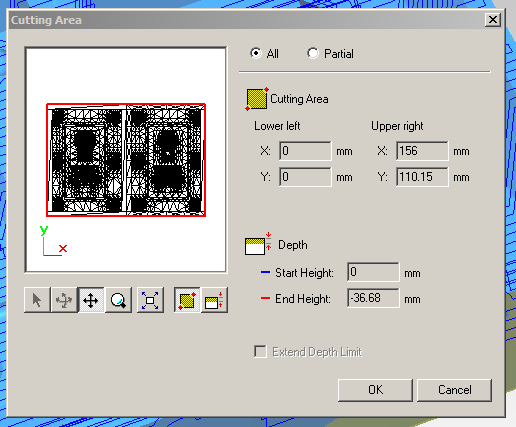 Cutting Area
All
Partial
Cutting Area
Lower left
Upper right
X: 0 mm
X: 156 mm
Y: 0 mm
Y: 110.15 mm
y
x
Depth
Start Height: 0 mm
End Height: -36.68 mm
Extend Depth Limit
OK
Cancel